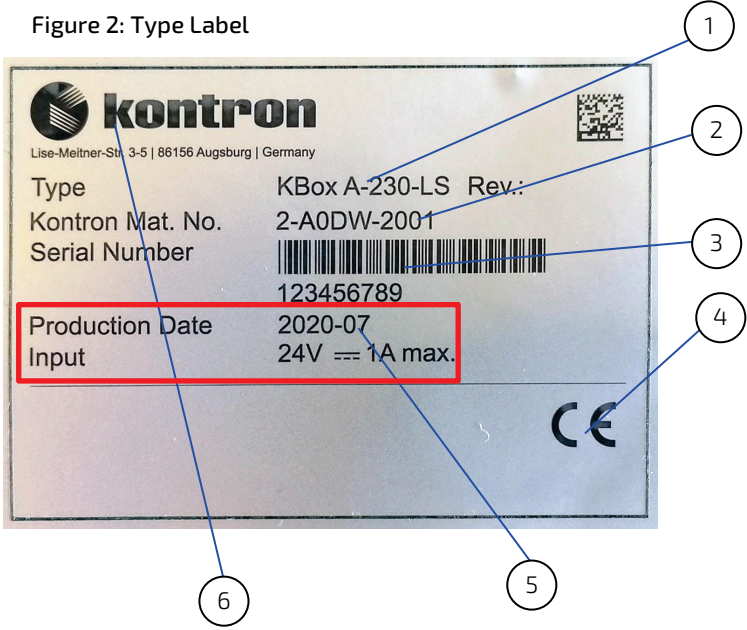 Figure 2: Type Label
1
kontron
Lise-Meitner-Str. 3-5 | 86156 Augsburg | Germany
2
Type KBox A-230-LS Rev.:
Kontron Mat. No. 2-A0DW-2001
Serial Number
3
123456789
Production Date 2020-07
4
Input 24V ⎓ 1A max.
CE
5
6